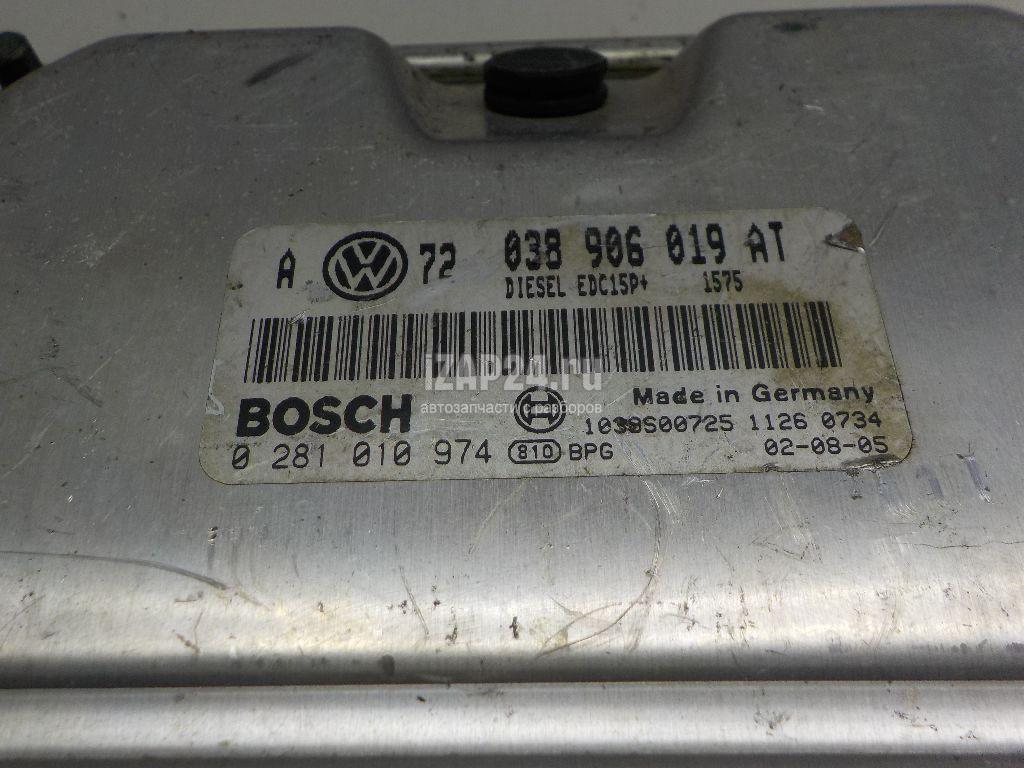 A VW 72 038 906 019 AT
DIESEL EDC15P+ 1575
iZAP24.ru
автозапчасти с разборов
BOSCH Made in Germany
1039S00725 1126 0734
0 281 010 974 810 BPG 02-08-05